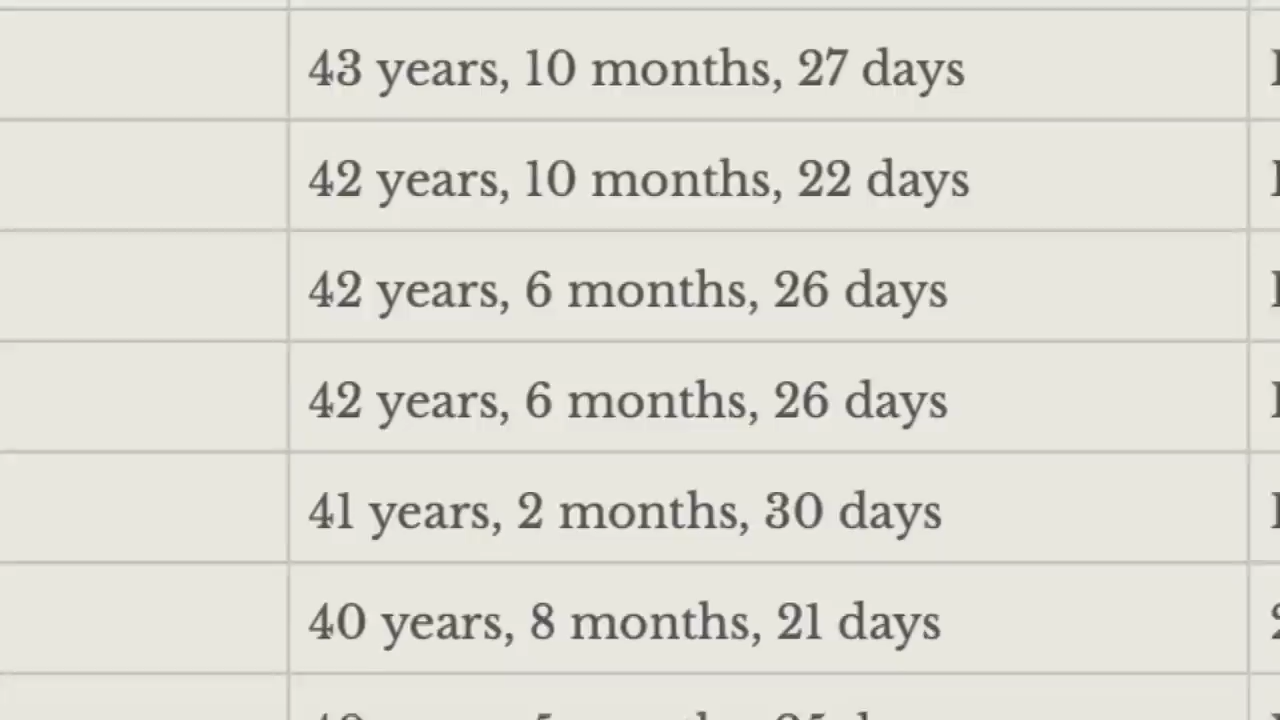 43 years, 10 months, 27 days
42 years, 10 months, 22 days
42 years, 6 months, 26 days
42 years, 6 months, 26 days
41 years, 2 months, 30 days
40 years, 8 months, 21 days